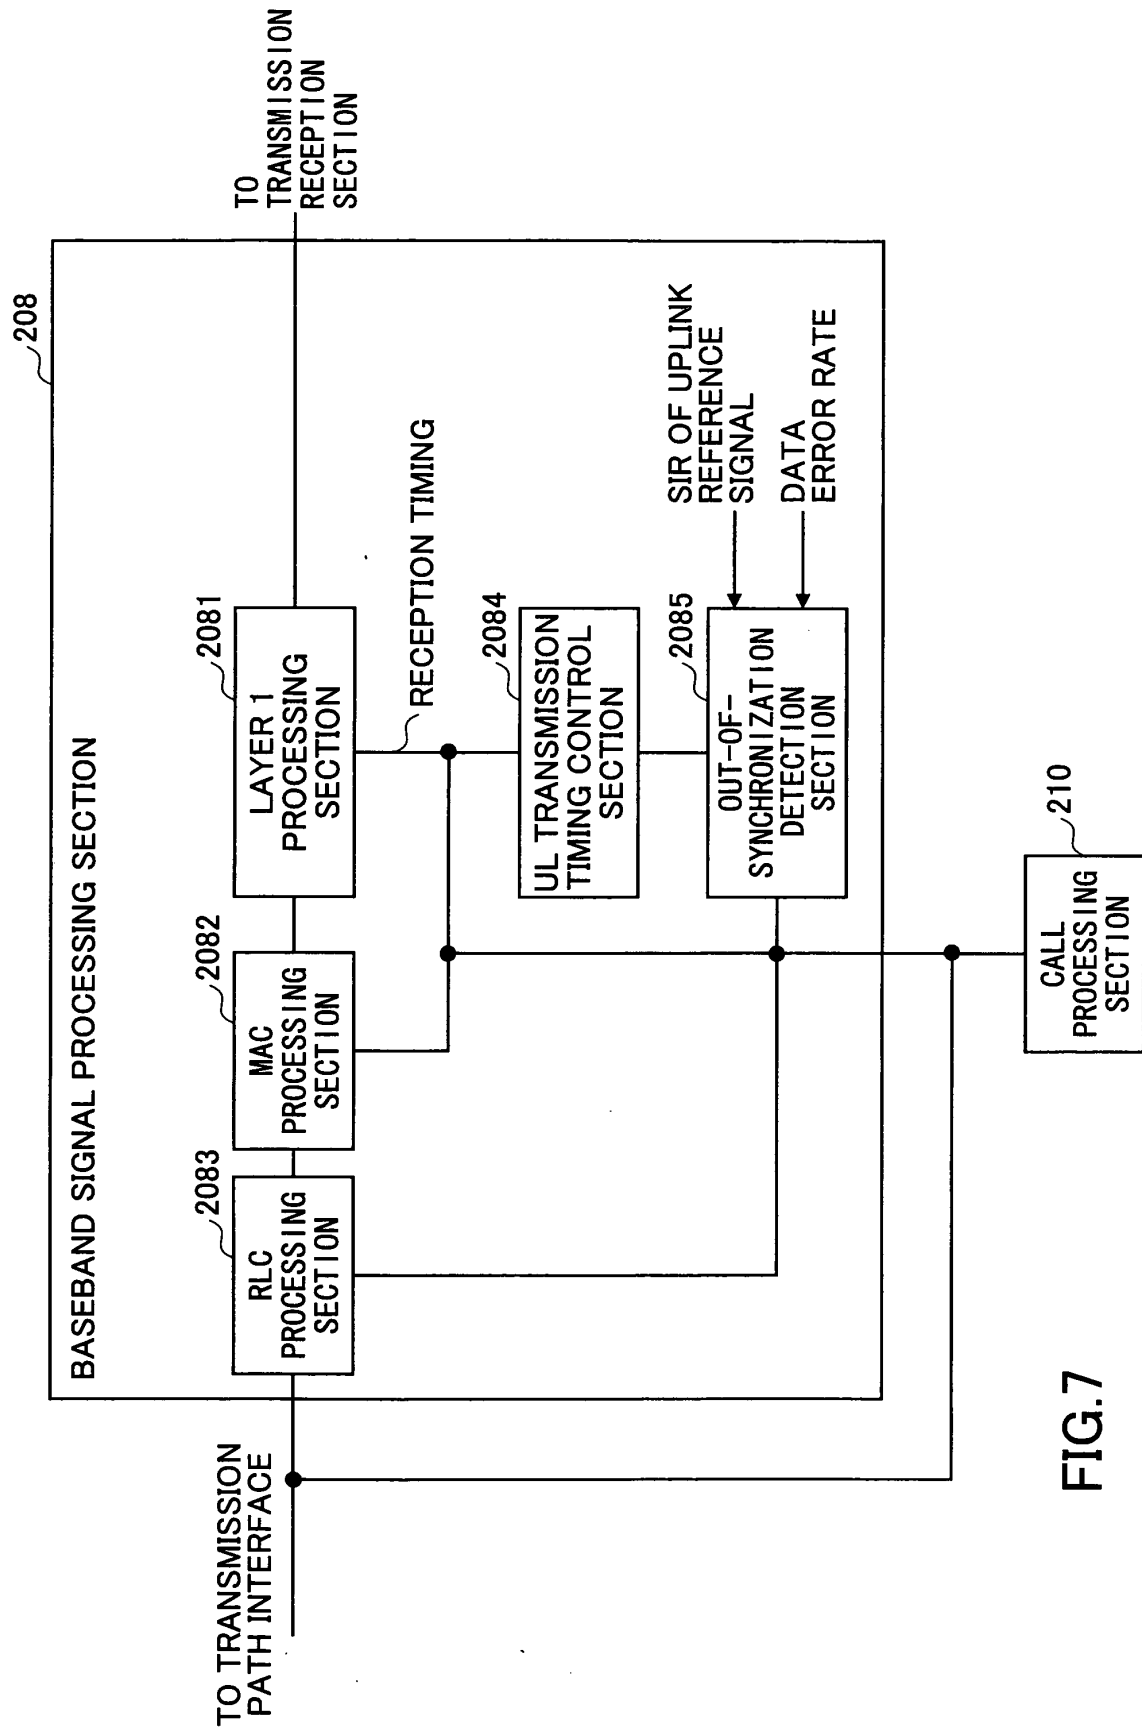 BASEBAND SIGNAL PROCESSING SECTION
208
TO TRANSMISSION
PATH INTERFACE
2083
RLC
PROCESSING
SECTION
2082
MAC
PROCESSING
SECTION
2081
LAYER 1
PROCESSING
SECTION
TO
TRANSMISSION
RECEPTION
SECTION
RECEPTION TIMING
2084
UL TRANSMISSION
TIMING CONTROL
SECTION
2085
OUT-OF-
SYNCHRONIZATION
DETECTION
SECTION
SIR OF UPLINK
REFERENCE
SIGNAL
DATA
ERROR RATE
210
CALL
PROCESSING
SECTION
FIG.7